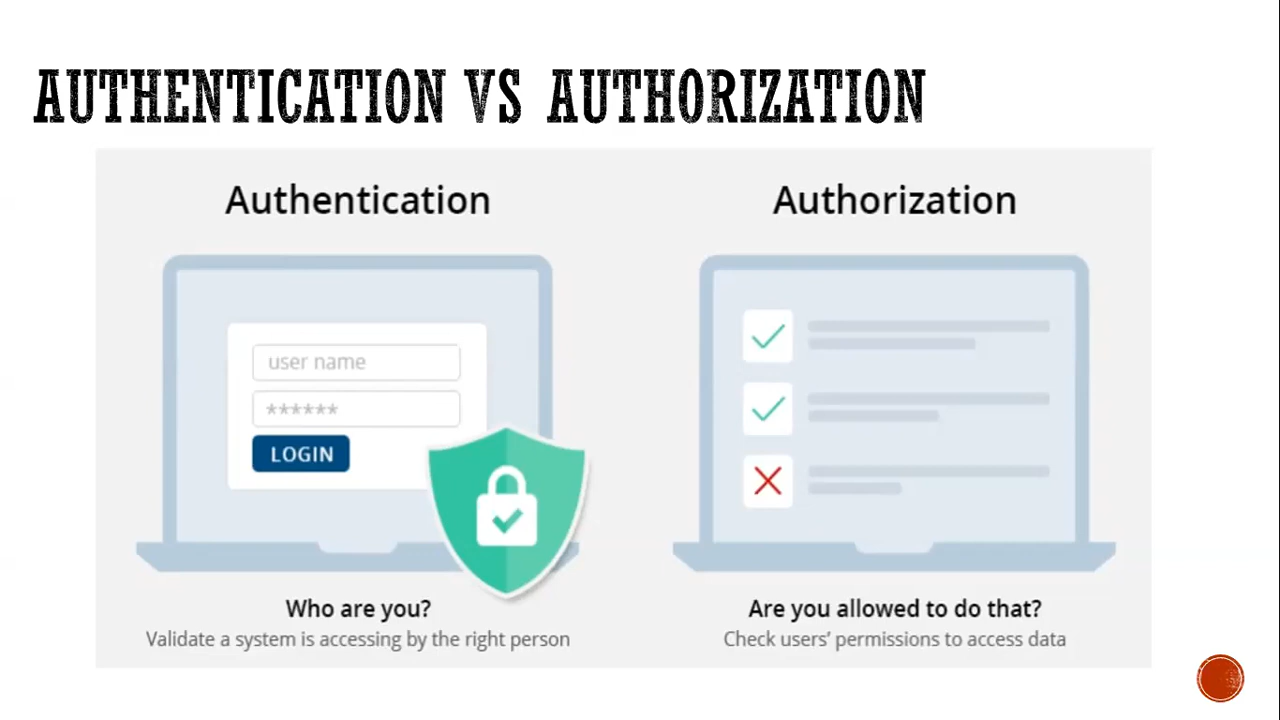 AUTHENTICATION VS AUTHORIZATION
Authentication
user name
******
LOGIN
Who are you?
Validate a system is accessing by the right person
Authorization
Are you allowed to do that?
Check users' permissions to access data